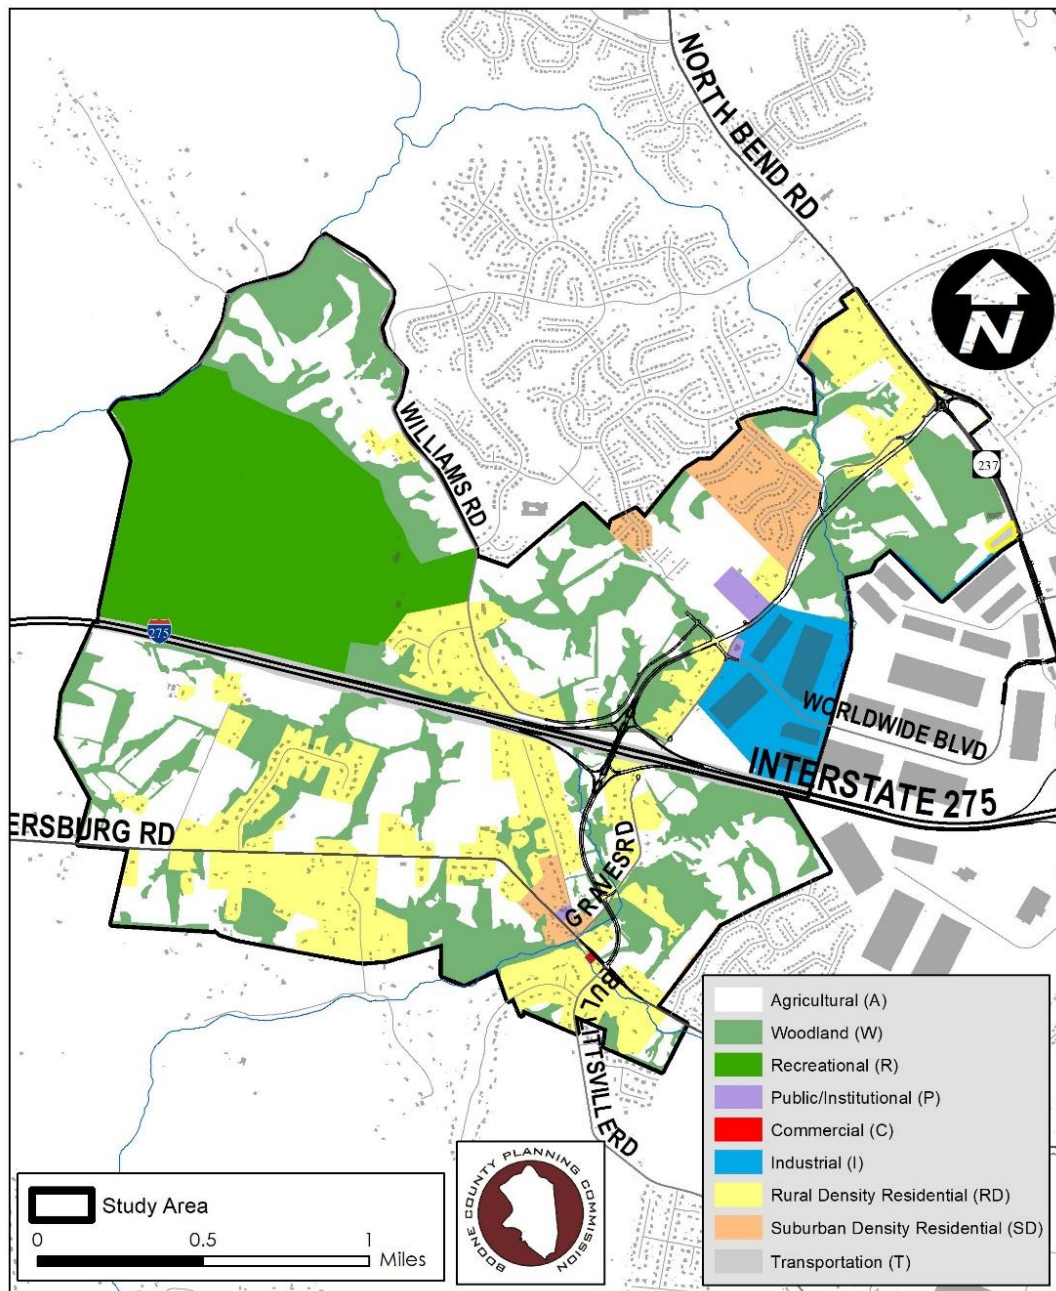 NORTH BEND RD
N
WILLIAMS RD
237
275
WORLDWIDE BLVD
INTERSTATE 275
ERSBURG RD
GRAVES RD
BULLITTSVILLE RD
Agricultural (A)
Woodland (W)
Recreational (R)
Public/Institutional (P)
Commercial (C)
Industrial (I)
Rural Density Residential (RD)
Suburban Density Residential (SD)
Transportation (T)
Study Area
0 0.5 1
Miles
BOONE COUNTY PLANNING COMMISSION